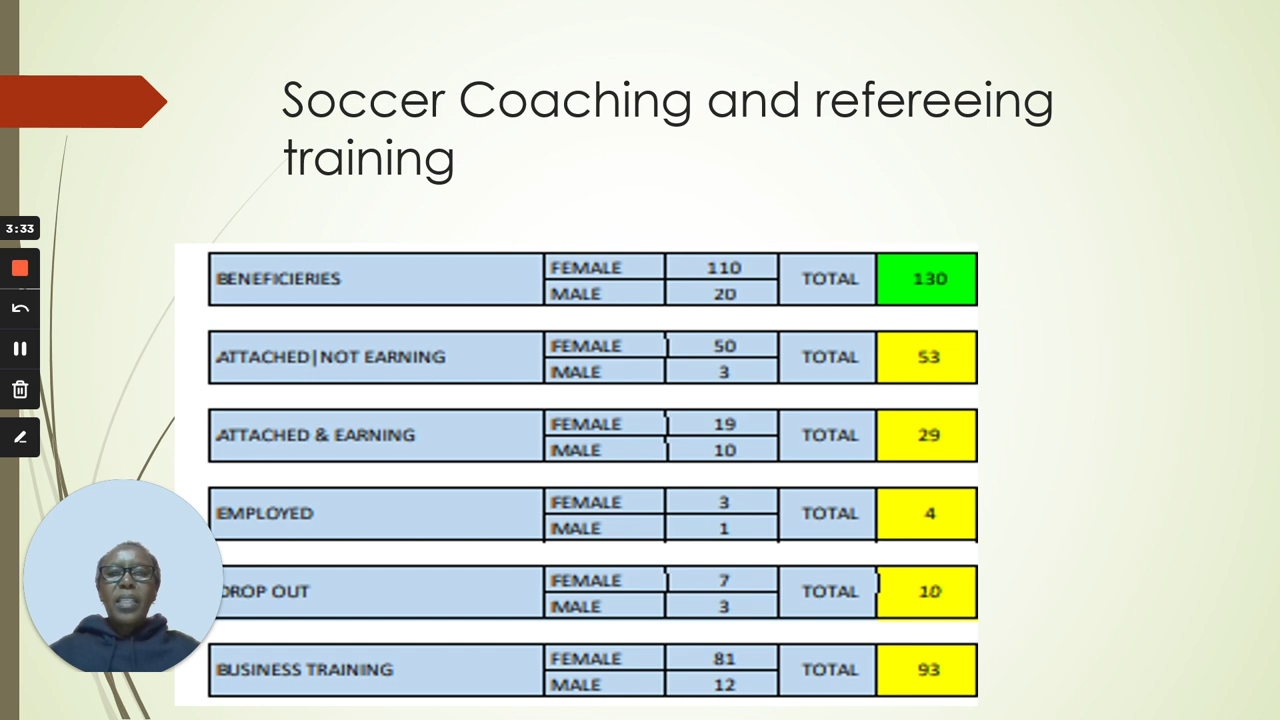 Soccer Coaching and refereeing
training
3:33
BENEFICIERIES FEMALE 110 TOTAL 130
MALE 20
ATTACHED|NOT EARNING FEMALE 50 TOTAL 53
MALE 3
ATTACHED & EARNING FEMALE 19 TOTAL 29
MALE 10
EMPLOYED FEMALE 3 TOTAL 4
MALE 1
DROP OUT FEMALE 7 TOTAL 10
MALE 3
BUSINESS TRAINING FEMALE 81 TOTAL 93
MALE 12